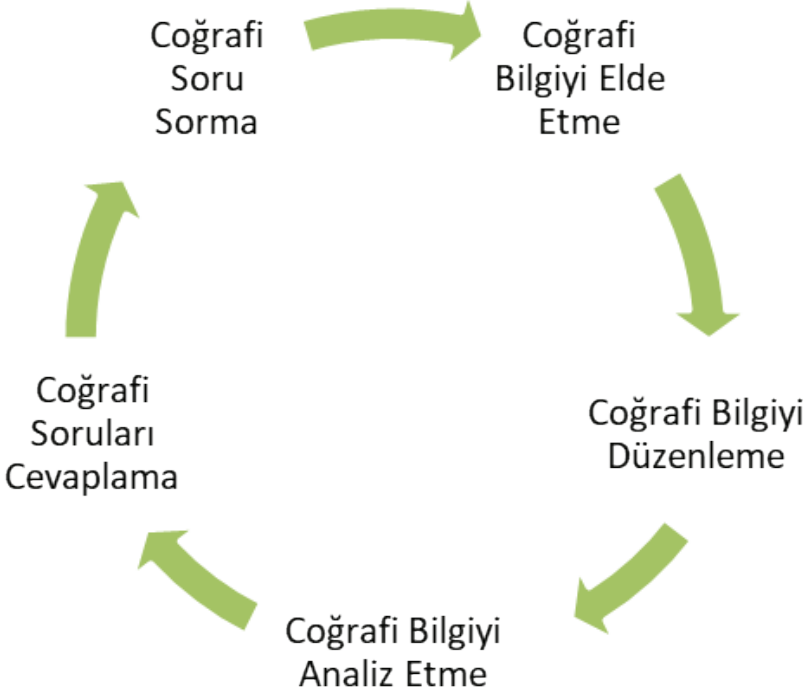 Coğrafi
Soru
Sorma
Coğrafi
Bilgiyi Elde
Etme
Coğrafi Bilgiyi
Düzenleme
Coğrafi Bilgiyi
Analiz Etme
Coğrafi
Soruları
Cevaplama